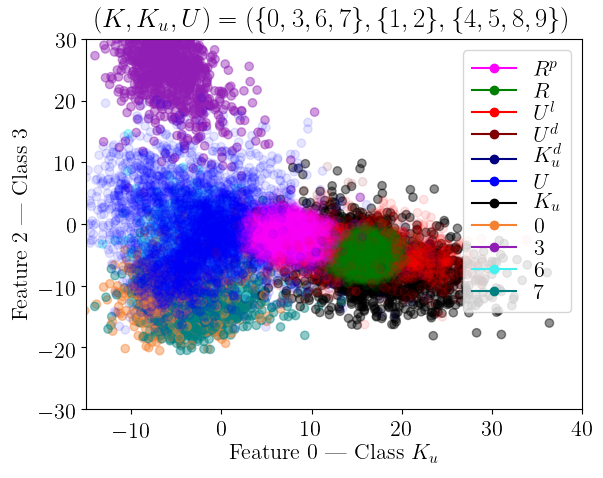 (K, K_u, U) = ({0, 3, 6, 7}, {1, 2}, {4, 5, 8, 9})
30
20
10
0
−10
−20
−30
−10
0
10
20
30
40
Feature 2 — Class 3
Feature 0 — Class K_u
R^p
R
U^l
U^d
K_u^d
U
K_u
0
3
6
7